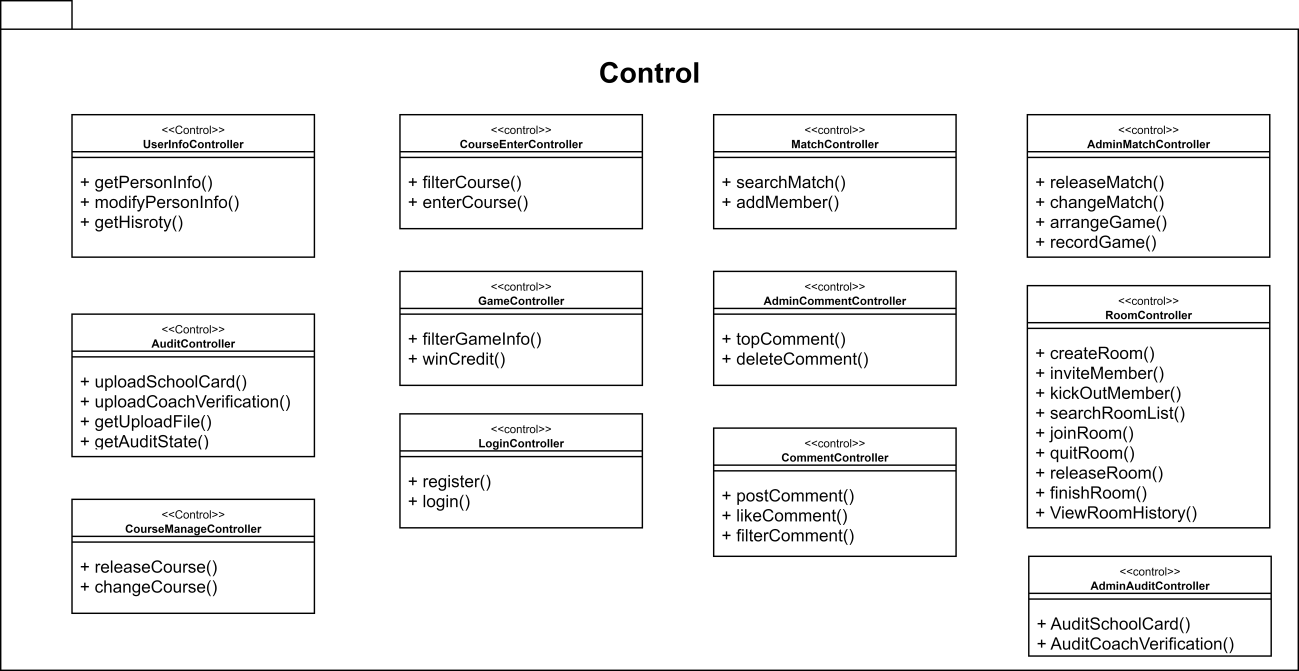 Control
<<Control>>
UserInfoController
+ getPersonInfo()
+ modifyPersonInfo()
+ getHisroty()
<<Control>>
AuditController
+ uploadSchoolCard()
+ uploadCoachVerification()
+ getUploadFile()
+ getAuditState()
<<Control>>
CourseManageController
+ releaseCourse()
+ changeCourse()
<<control>>
CourseEnterController
+ filterCourse()
+ enterCourse()
<<control>>
GameController
+ filterGameInfo()
+ winCredit()
<<control>>
LoginController
+ register()
+ login()
<<control>>
MatchController
+ searchMatch()
+ addMember()
<<control>>
AdminCommentController
+ topComment()
+ deleteComment()
<<control>>
CommentController
+ postComment()
+ likeComment()
+ filterComment()
<<control>>
AdminMatchController
+ releaseMatch()
+ changeMatch()
+ arrangeGame()
+ recordGame()
<<control>>
RoomController
+ createRoom()
+ inviteMember()
+ kickOutMember()
+ searchRoomList()
+ joinRoom()
+ quitRoom()
+ releaseRoom()
+ finishRoom()
+ ViewRoomHistory()
<<control>>
AdminAuditController
+ AuditSchoolCard()
+ AuditCoachVerification()